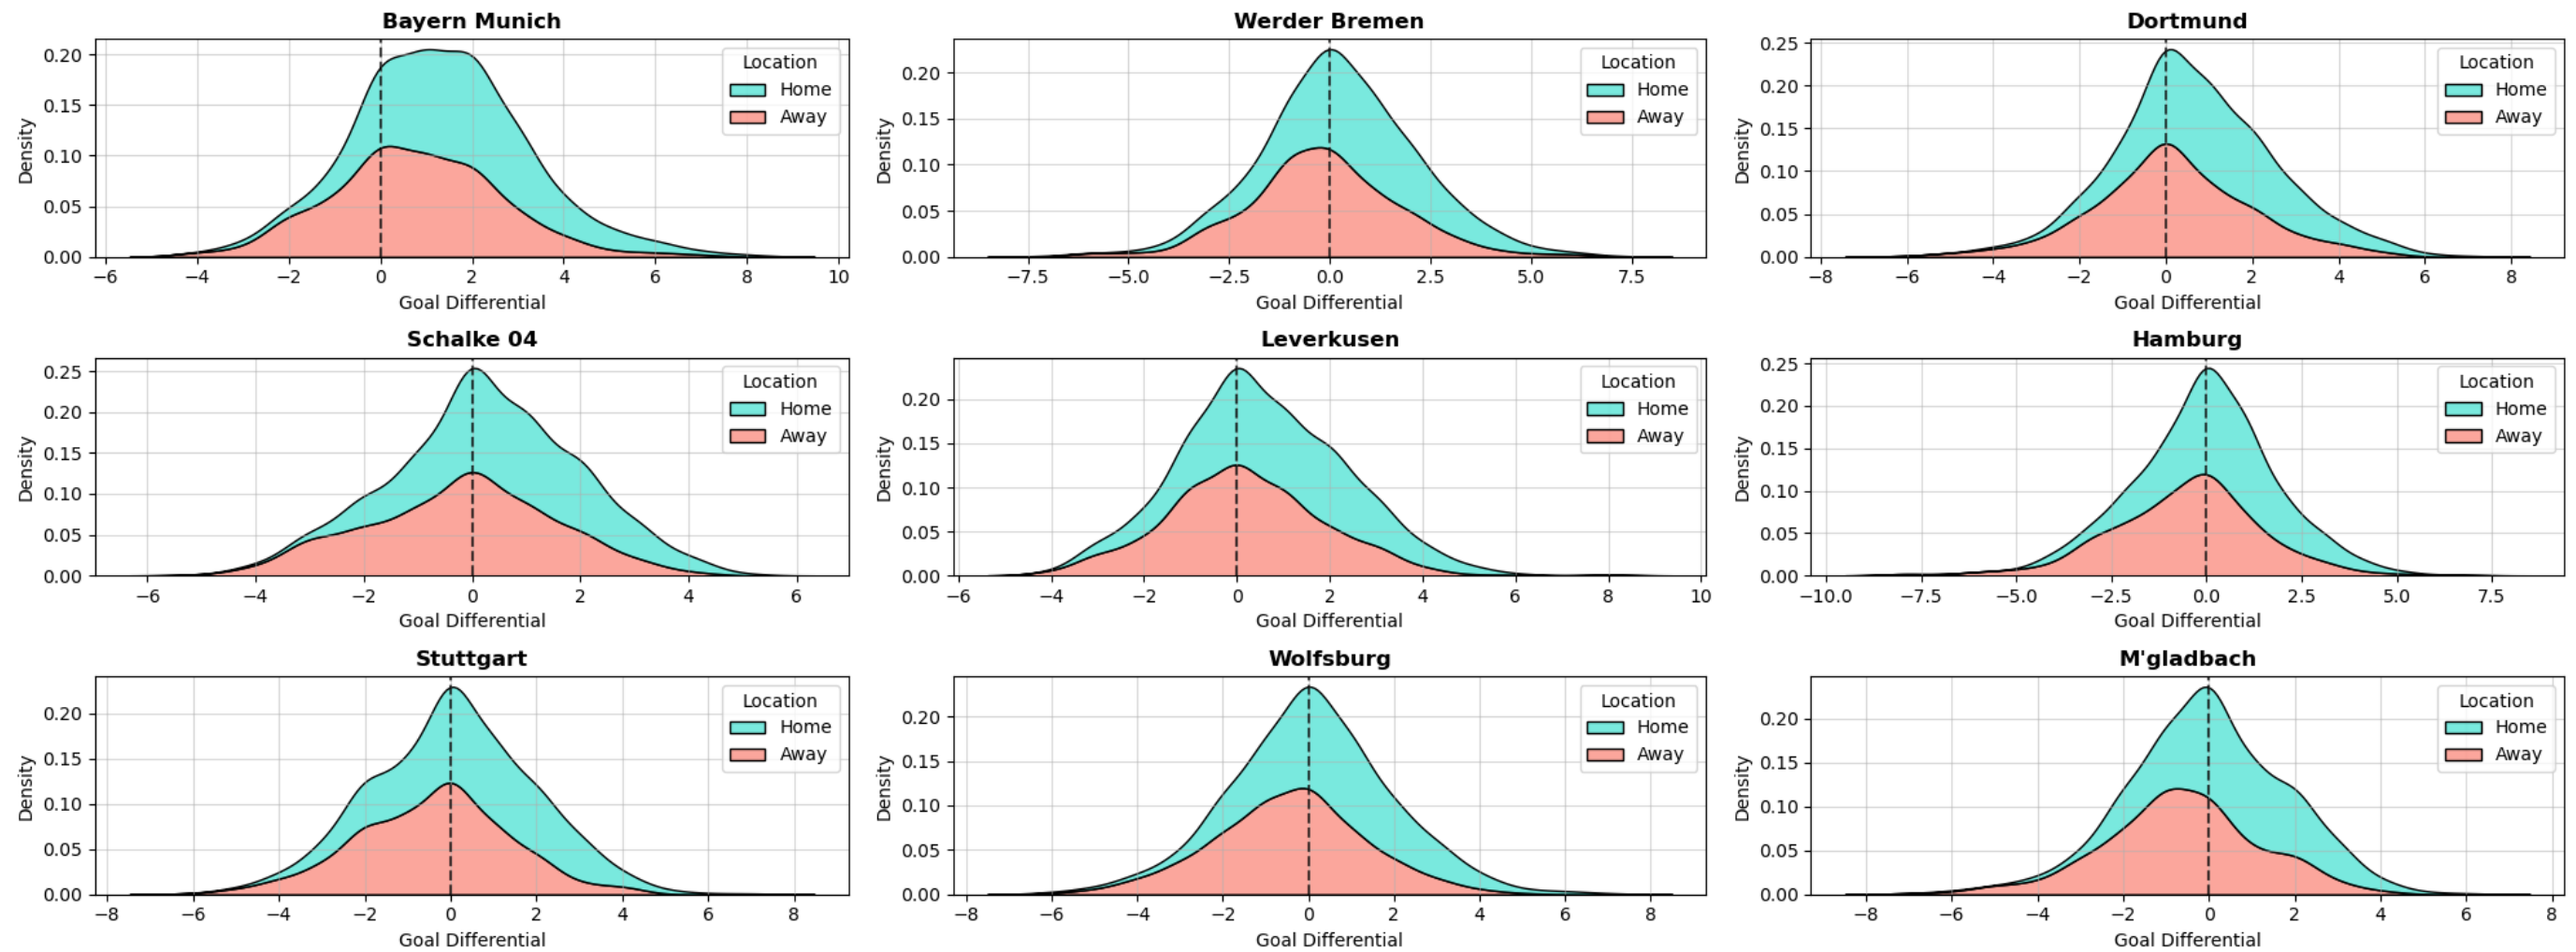 Bayern Munich
Density
0.20
0.15
0.10
0.05
0.00
−6 −4 −2 0 2 4 6 8 10
Goal Differential
Location
Home
Away
Werder Bremen
Density
0.20
0.15
0.10
0.05
0.00
−7.5 −5.0 −2.5 0.0 2.5 5.0 7.5
Goal Differential
Location
Home
Away
Dortmund
Density
0.25
0.20
0.15
0.10
0.05
0.00
−8 −6 −4 −2 0 2 4 6 8
Goal Differential
Location
Home
Away
Schalke 04
Density
0.25
0.20
0.15
0.10
0.05
0.00
−6 −4 −2 0 2 4 6
Goal Differential
Location
Home
Away
Leverkusen
Density
0.20
0.15
0.10
0.05
0.00
−6 −4 −2 0 2 4 6 8 10
Goal Differential
Location
Home
Away
Hamburg
Density
0.25
0.20
0.15
0.10
0.05
0.00
−10.0 −7.5 −5.0 −2.5 0.0 2.5 5.0 7.5
Goal Differential
Location
Home
Away
Stuttgart
Density
0.20
0.15
0.10
0.05
0.00
−8 −6 −4 −2 0 2 4 6 8
Goal Differential
Location
Home
Away
Wolfsburg
Density
0.20
0.15
0.10
0.05
0.00
−8 −6 −4 −2 0 2 4 6 8
Goal Differential
Location
Home
Away
M'gladbach
Density
0.20
0.15
0.10
0.05
0.00
−8 −6 −4 −2 0 2 4 6 8
Goal Differential
Location
Home
Away